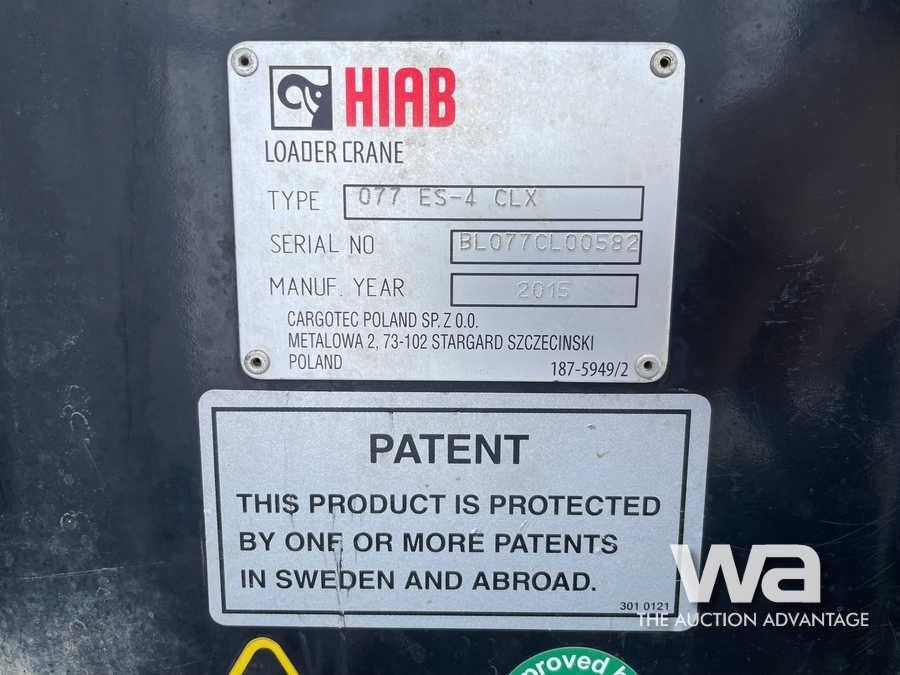 HIAB
LOADER CRANE
TYPE 077 ES-4 CLX
SERIAL NO BL077CL00582
MANUF. YEAR 2015
CARGOTEC POLAND SP. Z O.O.
METALOWA 2, 73-102 STARGARD SZCZECINSKI
POLAND 187-5949/2
PATENT
THIS PRODUCT IS PROTECTED
BY ONE OR MORE PATENTS
IN SWEDEN AND ABROAD.
301 0121
wa
THE AUCTION ADVANTAGE
proved